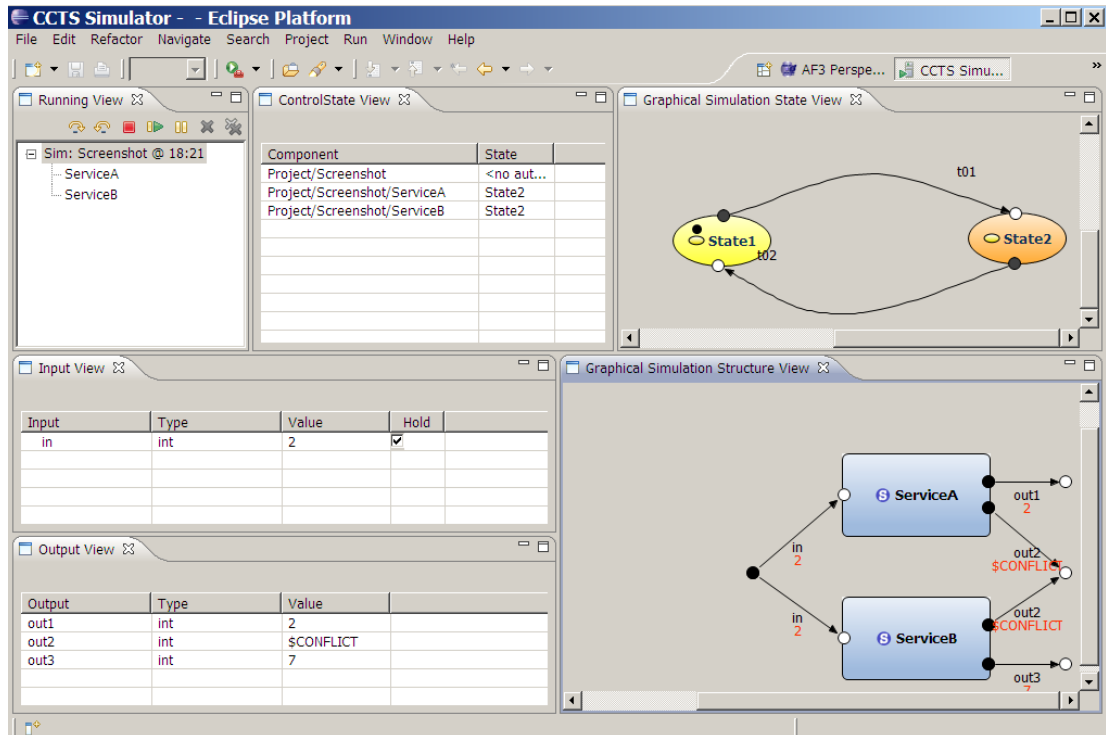 CCTS Simulator - - Eclipse Platform
File Edit Refactor Navigate Search Project Run Window Help
AF3 Perspe... CCTS Simu... »
Running View
Sim: Screenshot @ 18:21
ServiceA
ServiceB
ControlState View
Component State
Project/Screenshot <no aut...
Project/Screenshot/ServiceA State2
Project/Screenshot/ServiceB State2
Graphical Simulation State View
t01
State1
State2
t02
Input View
Input Type Value Hold
in int 2
Output View
Output Type Value
out1 int 2
out2 int $CONFLICT
out3 int 7
Graphical Simulation Structure View
S ServiceA
out1
2
in
2
out2
$CONFLICT
in
2
S ServiceB
out2
$CONFLICT
out3
7